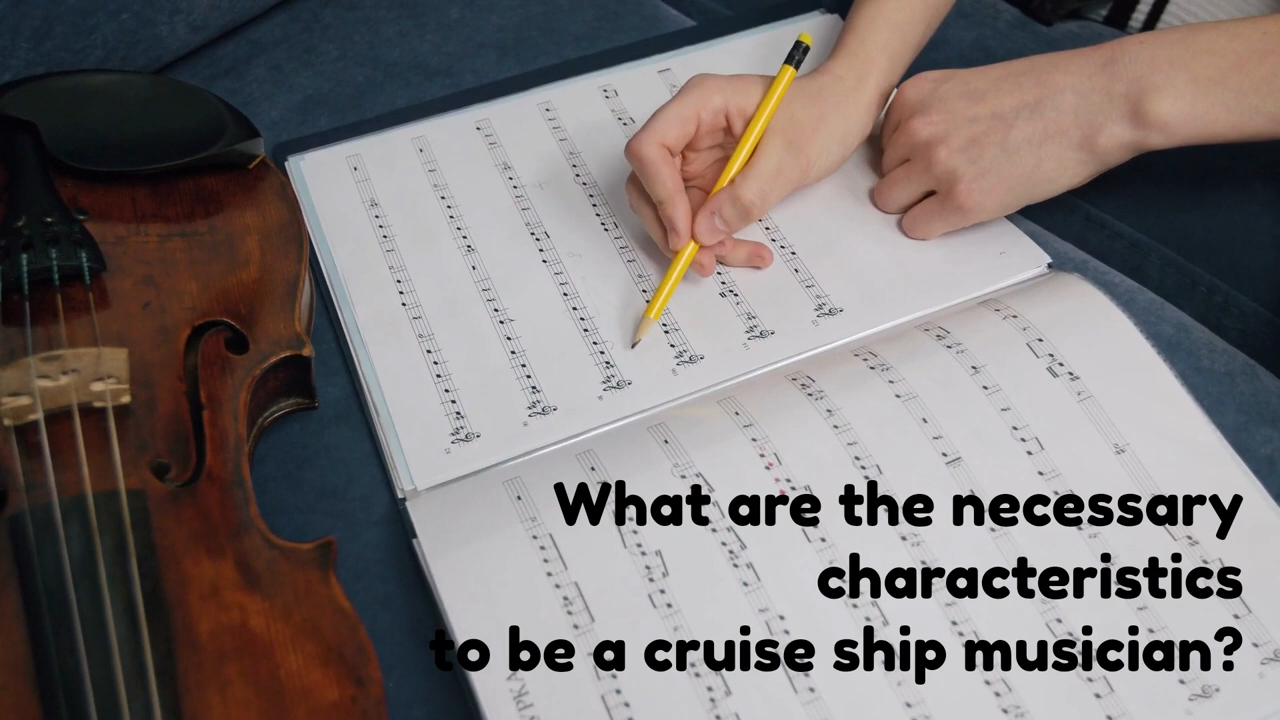 What are the necessary
characteristics
to be a cruise ship musician?